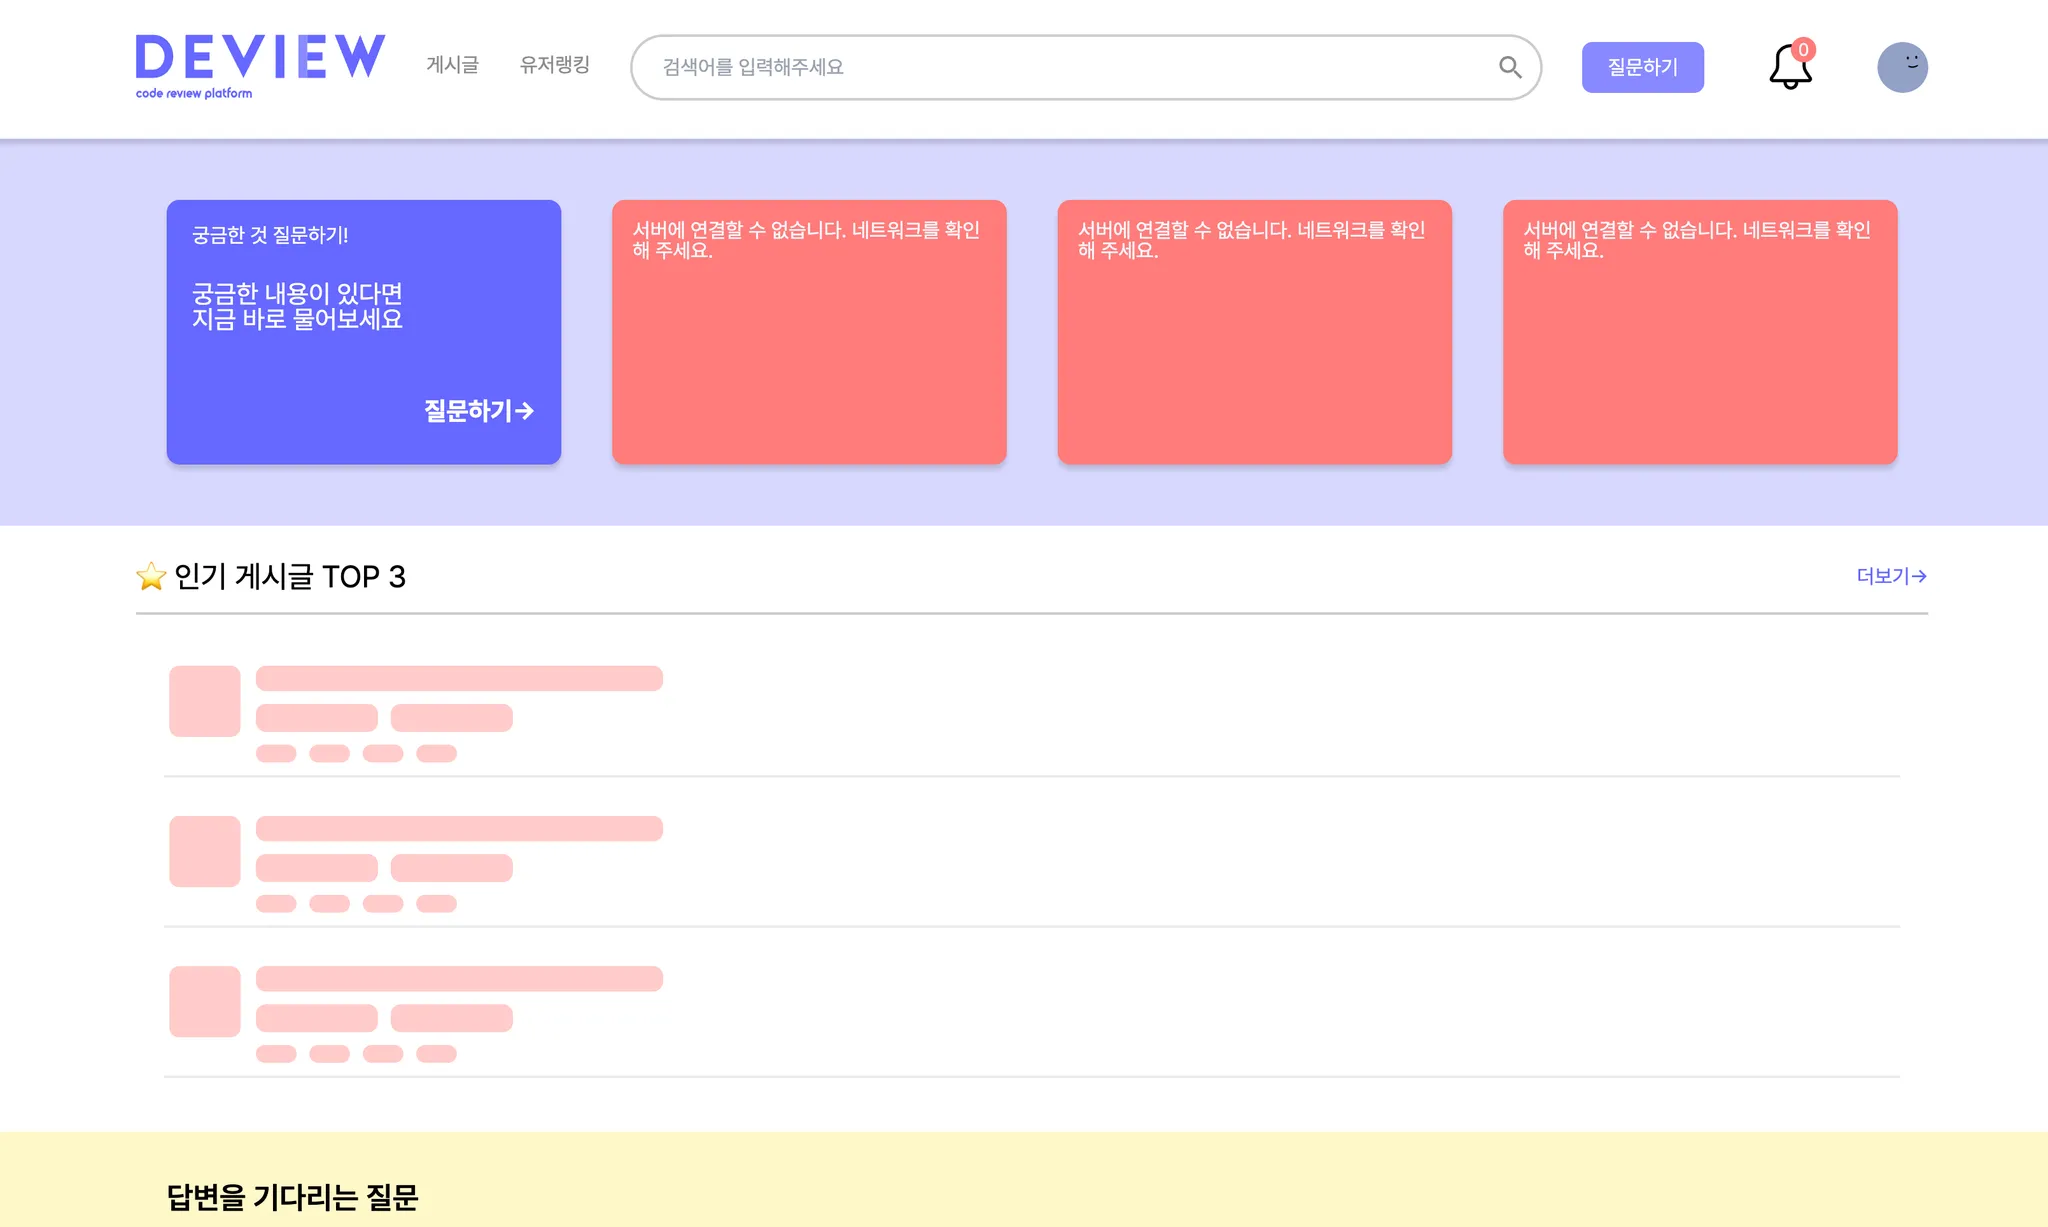 DEVIEW
code review platform
게시글
유저랭킹
검색어를 입력해주세요
질문하기
0
궁금한 것 질문하기!
궁금한 내용이 있다면
지금 바로 물어보세요
질문하기→
서버에 연결할 수 없습니다. 네트워크를 확인
해 주세요.
서버에 연결할 수 없습니다. 네트워크를 확인
해 주세요.
서버에 연결할 수 없습니다. 네트워크를 확인
해 주세요.
⭐ 인기 게시글 TOP 3
더보기→
답변을 기다리는 질문